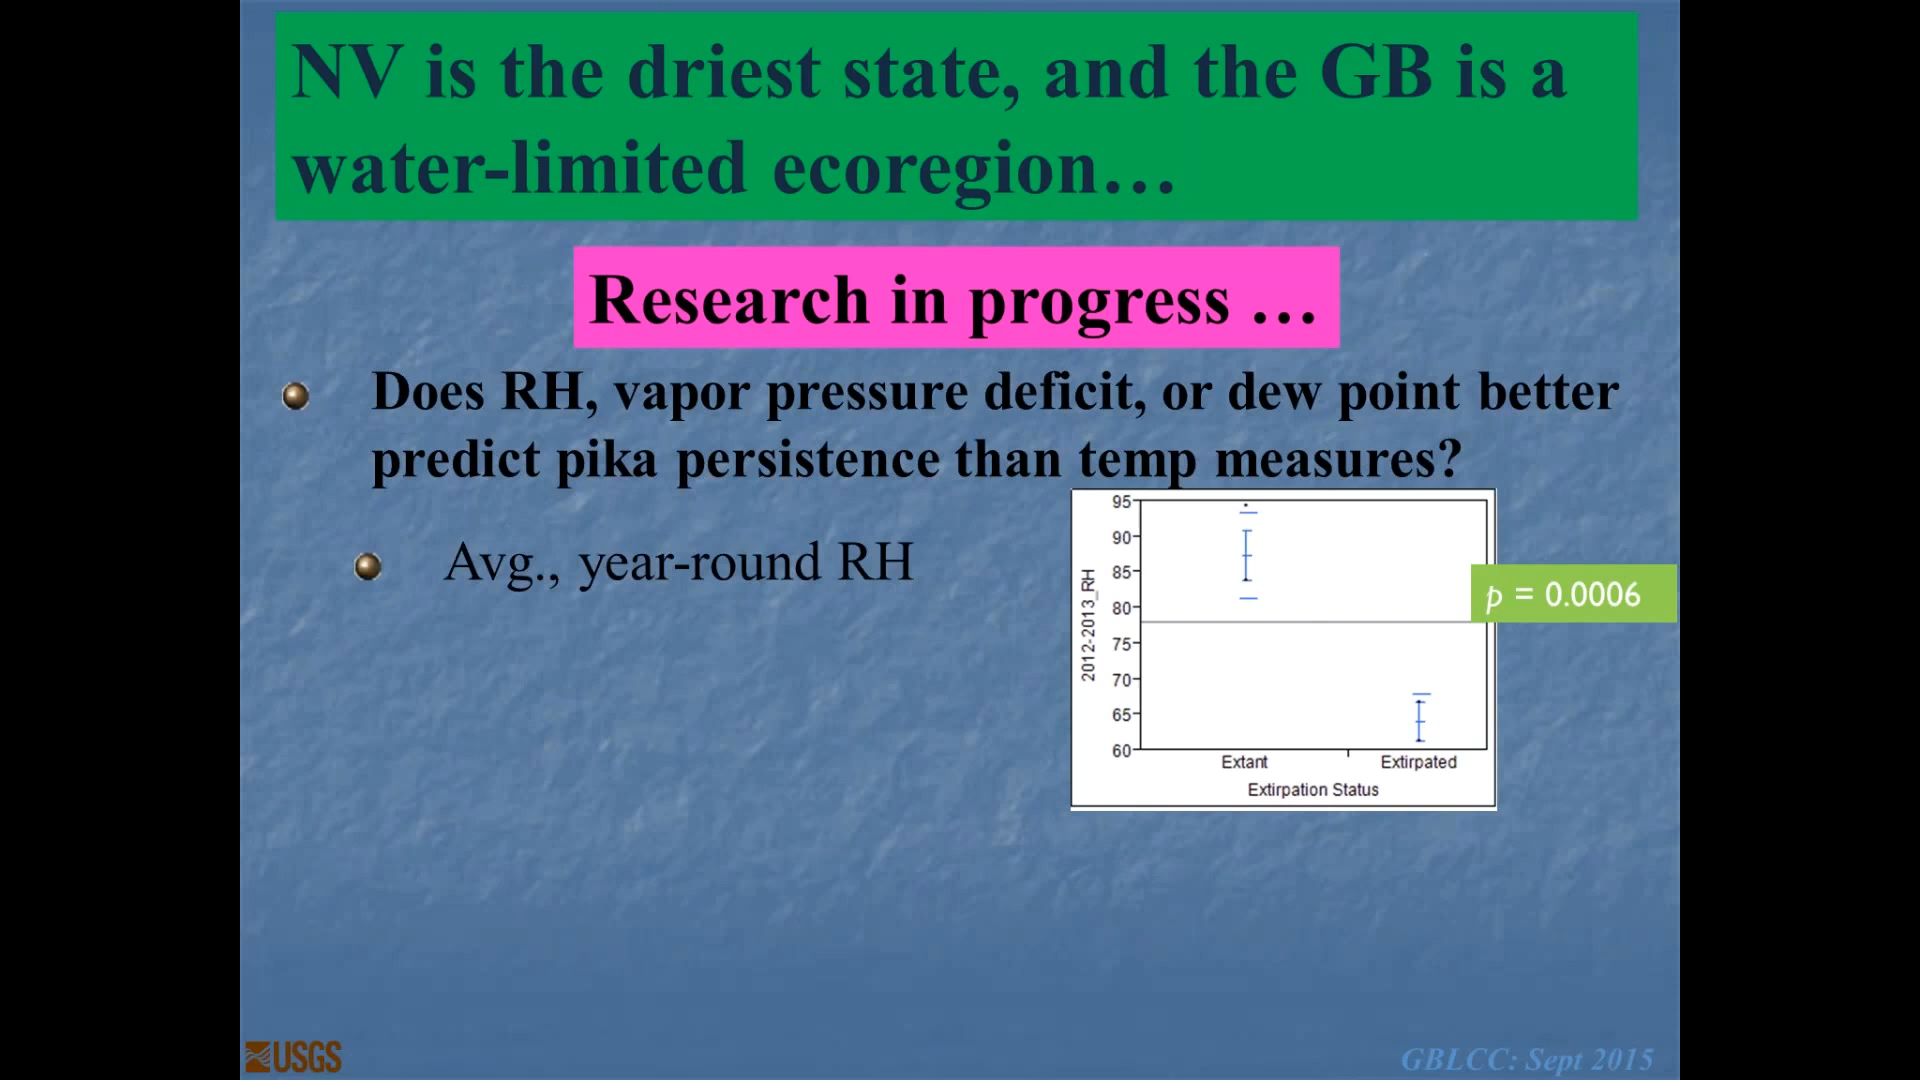 NV is the driest state, and the GB is a
water-limited ecoregion…
Research in progress …
Does RH, vapor pressure deficit, or dew point better
predict pika persistence than temp measures?
Avg., year-round RH
95
90
85
80
75
70
65
60
2012-2013_RH
Extant
Extirpated
Extirpation Status
p = 0.0006
USGS
GBLCC: Sept 2015